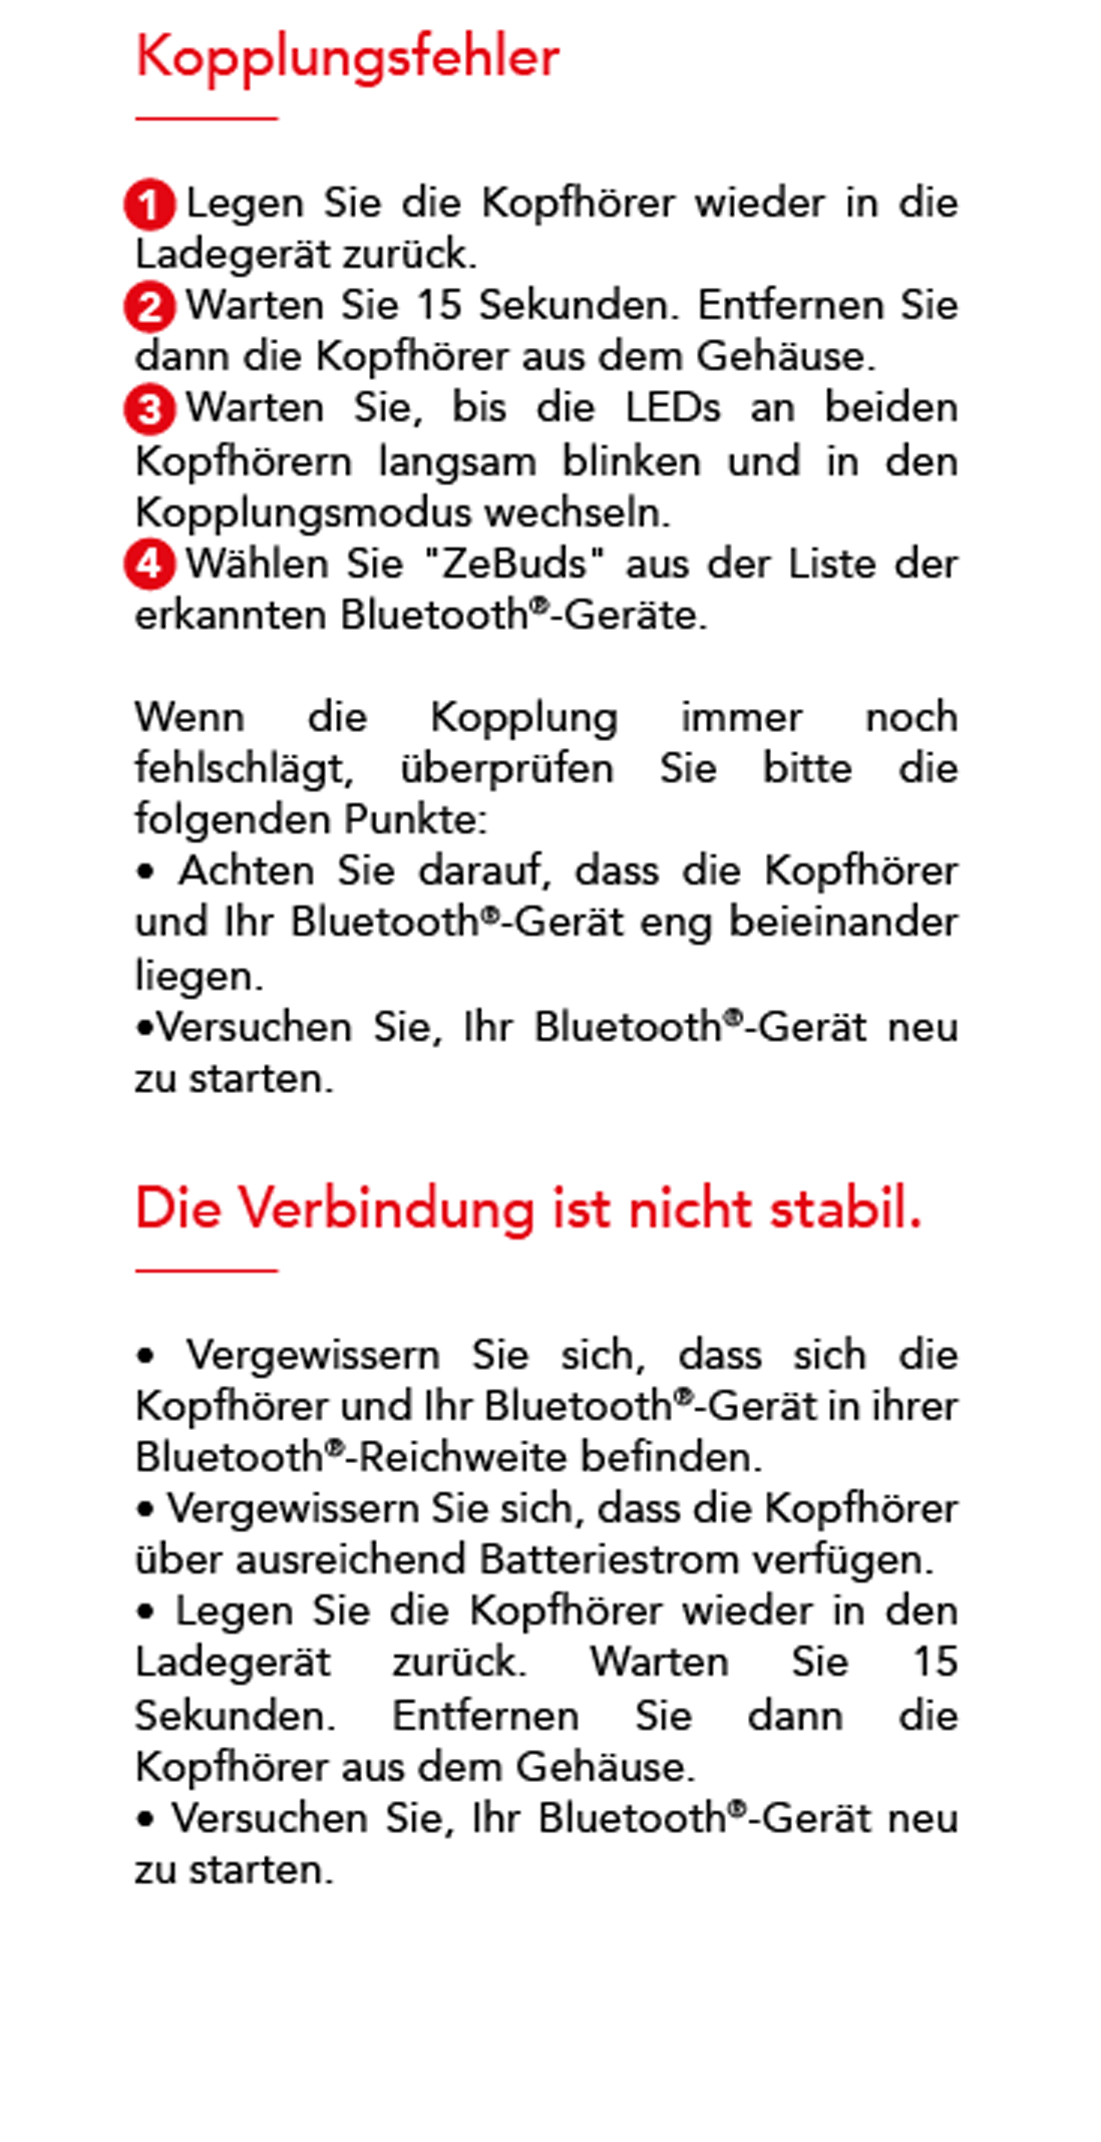 Kopplungsfehler
1 Legen Sie die Kopfhörer wieder in die
Ladegerät zurück.
2 Warten Sie 15 Sekunden. Entfernen Sie
dann die Kopfhörer aus dem Gehäuse.
3 Warten Sie, bis die LEDs an beiden
Kopfhörern langsam blinken und in den
Kopplungsmodus wechseln.
4 Wählen Sie "ZeBuds" aus der Liste der
erkannten Bluetooth®-Geräte.
Wenn die Kopplung immer noch
fehlschlägt, überprüfen Sie bitte die
folgenden Punkte:
• Achten Sie darauf, dass die Kopfhörer
und Ihr Bluetooth®-Gerät eng beieinander
liegen.
•Versuchen Sie, Ihr Bluetooth®-Gerät neu
zu starten.
Die Verbindung ist nicht stabil.
• Vergewissern Sie sich, dass sich die
Kopfhörer und Ihr Bluetooth®-Gerät in ihrer
Bluetooth®-Reichweite befinden.
• Vergewissern Sie sich, dass die Kopfhörer
über ausreichend Batteriestrom verfügen.
• Legen Sie die Kopfhörer wieder in den
Ladegerät zurück. Warten Sie 15
Sekunden. Entfernen Sie dann die
Kopfhörer aus dem Gehäuse.
• Versuchen Sie, Ihr Bluetooth®-Gerät neu
zu starten.